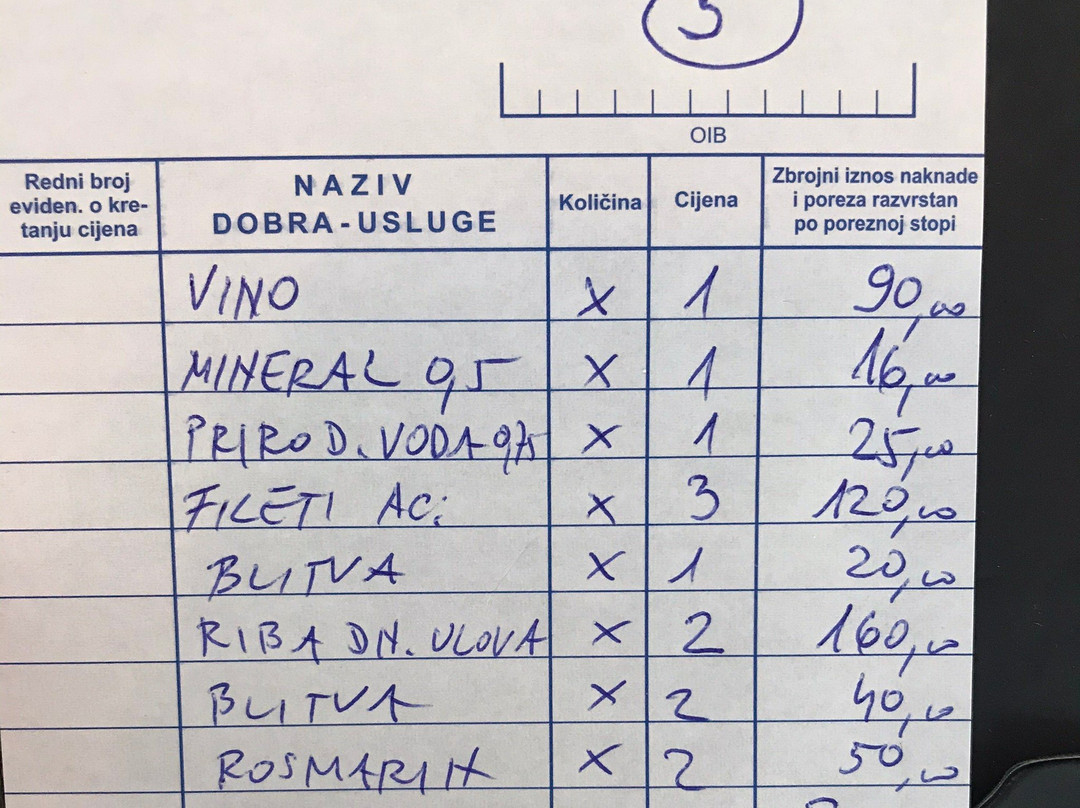 3
OIB
Redni broj eviden. o kre- tanju cijena NAZIV DOBRA-USLUGE Količina Cijena Zbrojni iznos naknade i poreza razvrstan po poreznoj stopi
VINO X 1 90,00
MINERAL 0,5 X 1 16,00
PRIROD. VODA 0,75 X 1 25,00
FILETI AC. X 3 120,00
BLITVA X 1 20,00
RIBA DN. ULOVA X 2 160,00
BLITVA X 2 40,00
ROSMARIN X 2 50,00